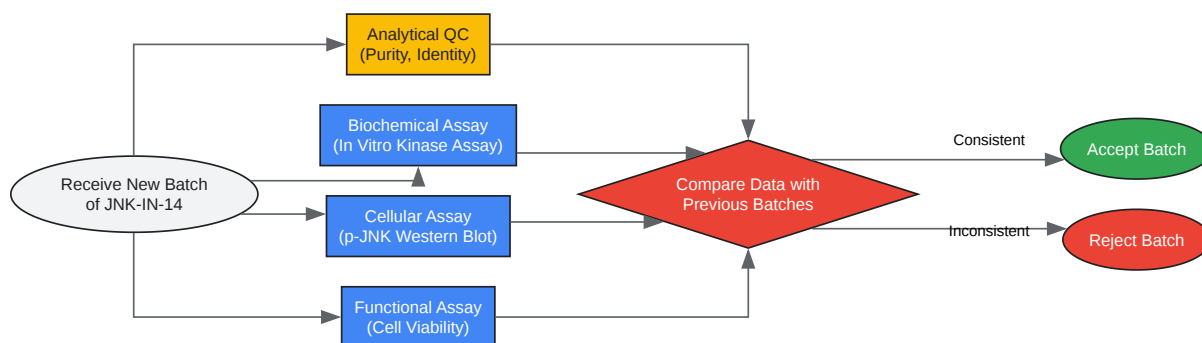 Analytical QC
(Purity, Identity)
Biochemical Assay
(In Vitro Kinase Assay)
Receive New Batch
of JNK-IN-14
Cellular Assay
(p-JNK Western Blot)
Functional Assay
(Cell Viability)
Compare Data with
Previous Batches
Consistent
Accept Batch
Inconsistent
Reject Batch